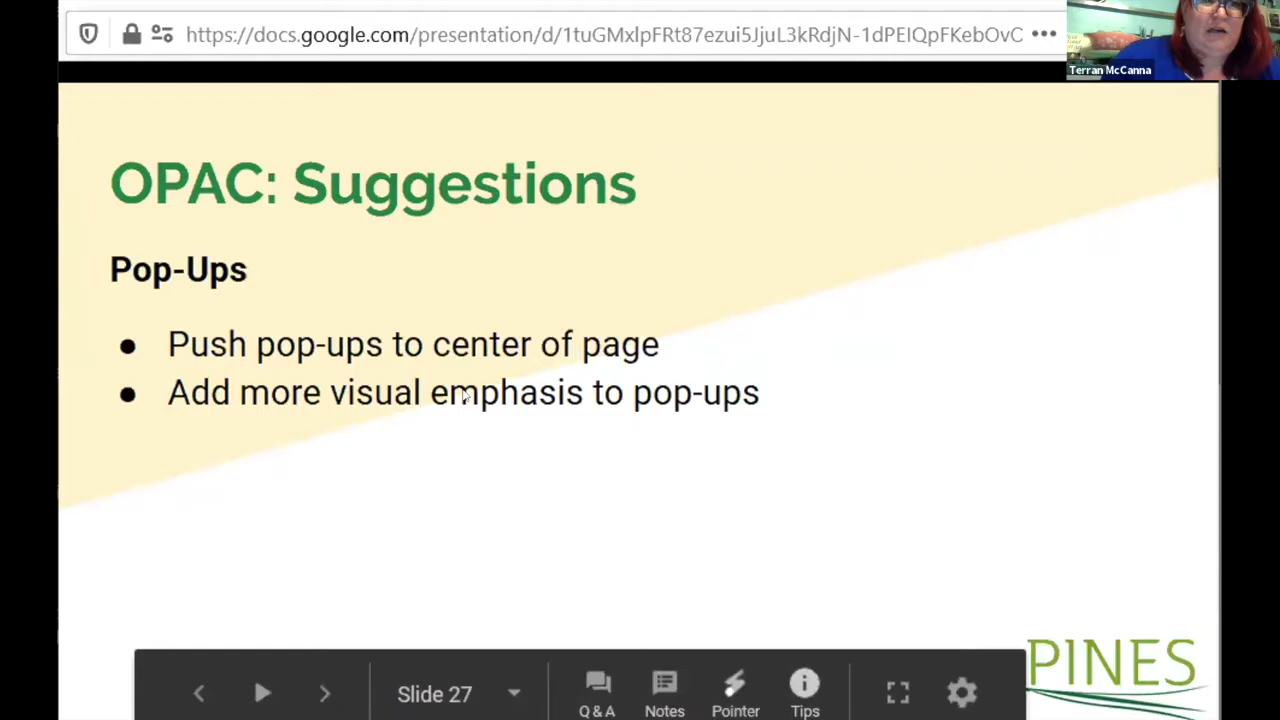 https://docs.google.com/presentation/d/1tuGMxlpFRt87ezui5JjuL3kRdjN-1dPEIQpFKebOvC
Terran McCanna
OPAC: Suggestions
Pop-Ups
● Push pop-ups to center of page
● Add more visual emphasis to pop-ups
PINES
Slide 27
Q & A Notes Pointer Tips